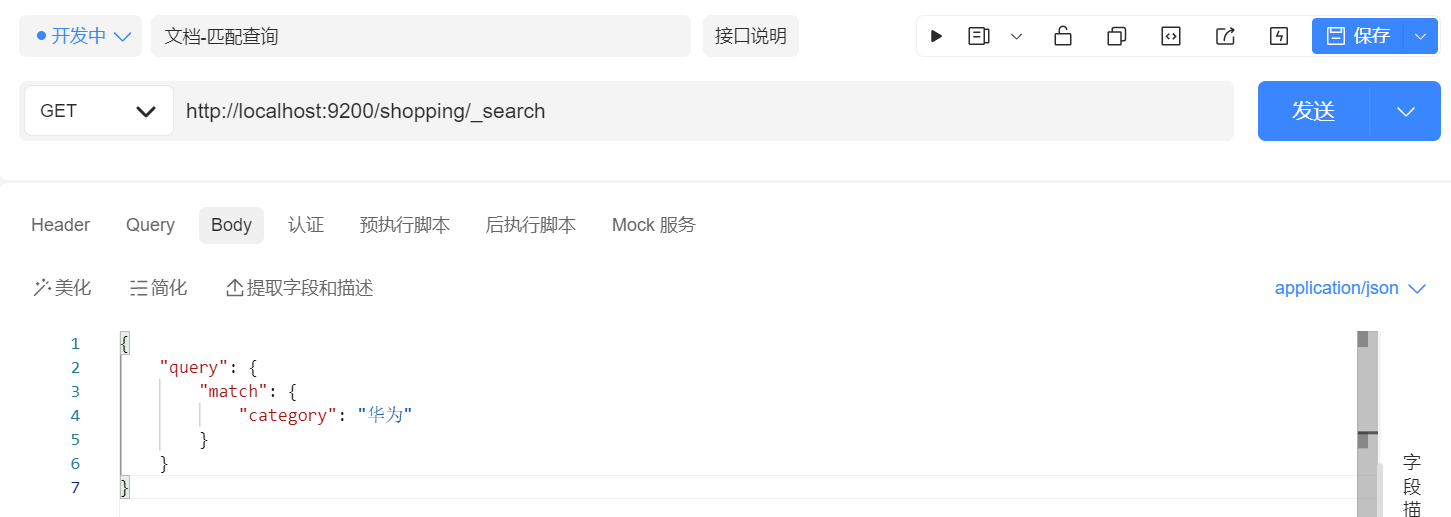 开发中 文档-匹配查询 接口说明 保存
GET http://localhost:9200/shopping/_search 发送
Header Query Body 认证 预执行脚本 后执行脚本 Mock 服务
美化 简化 提取字段和描述 application/json
1 {
2 "query": {
3 "match": {
4 "category": "华为"
5 }
6 }
7 }
字
段
描